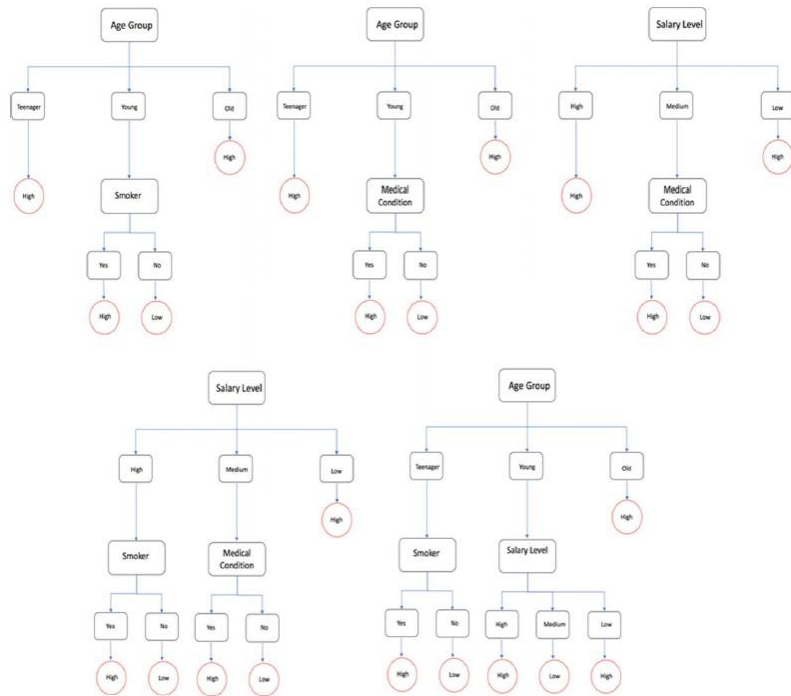 Age Group
Teenager
Young
Old
High
High
Smoker
Yes
No
High
Low
Age Group
Teenager
Young
Old
High
High
Medical
Condition
Yes
No
High
Low
Salary Level
High
Medium
Low
High
High
Medical
Condition
Yes
No
High
Low
Salary Level
High
Medium
Low
High
Smoker
Medical
Condition
Yes
No
Yes
No
High
Low
High
Low
Age Group
Teenager
Young
Old
High
Smoker
Salary Level
Yes
No
High
Medium
Low
High
Low
High
Low
High